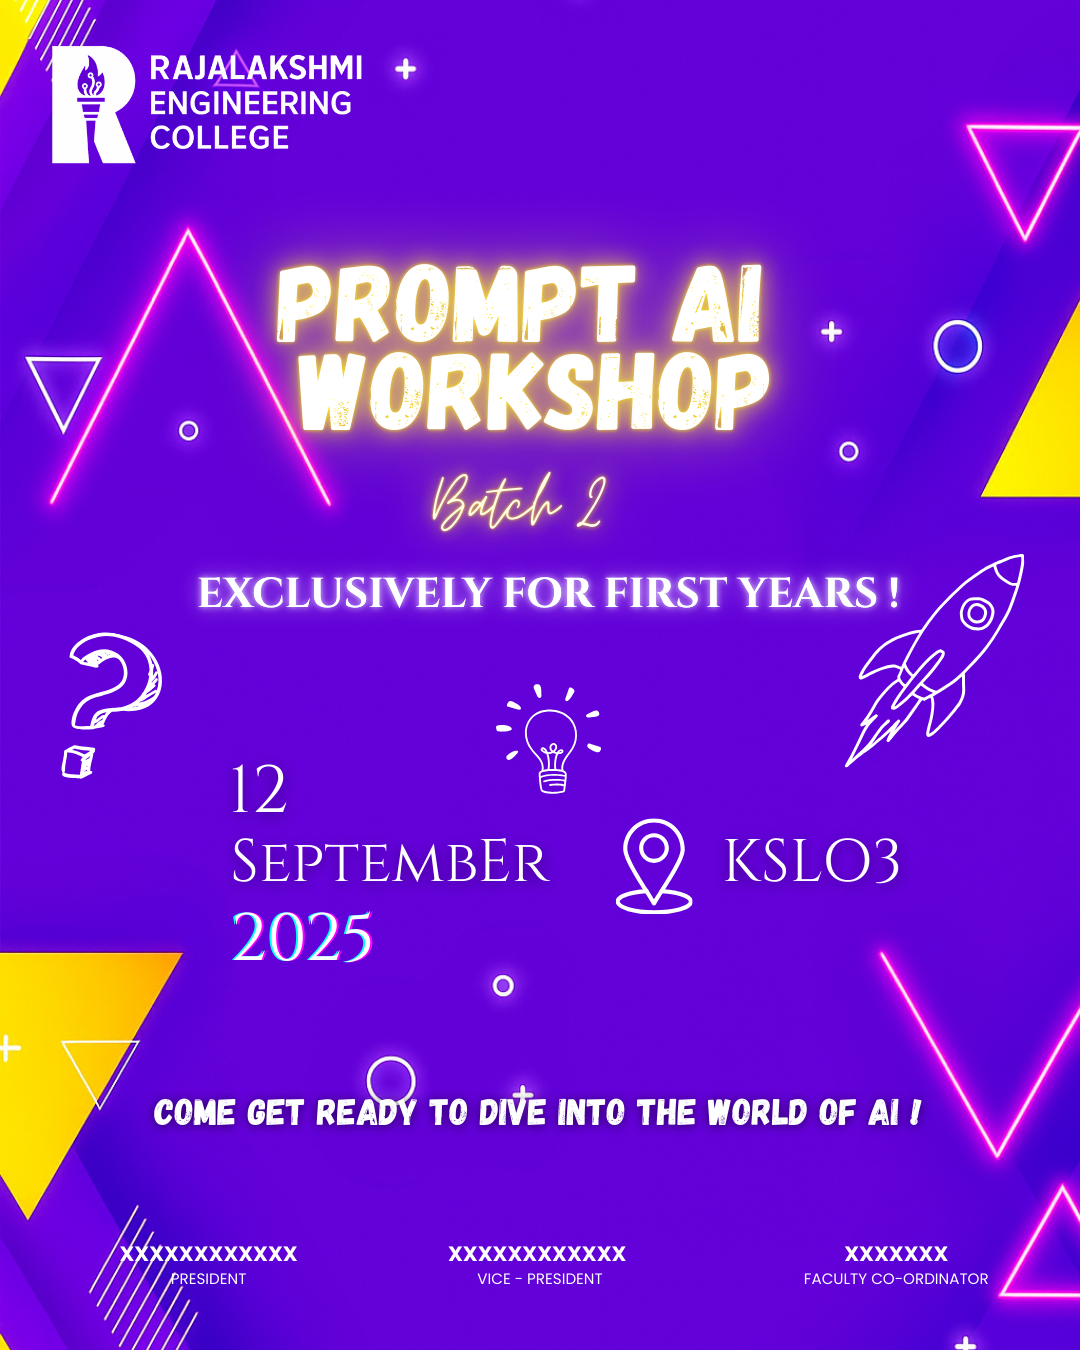 RAJALAKSHMI
ENGINEERING
COLLEGE
PROMPT AI
WORKSHOP
Batch 2
EXCLUSIVELY FOR FIRST YEARS !
12
SEPTEMBER
2025
KSLO3
COME GET READY TO DIVE INTO THE WORLD OF AI !
XXXXXXXXXXXX
PRESIDENT
XXXXXXXXXXXX
VICE - PRESIDENT
XXXXXXX
FACULTY CO-ORDINATOR